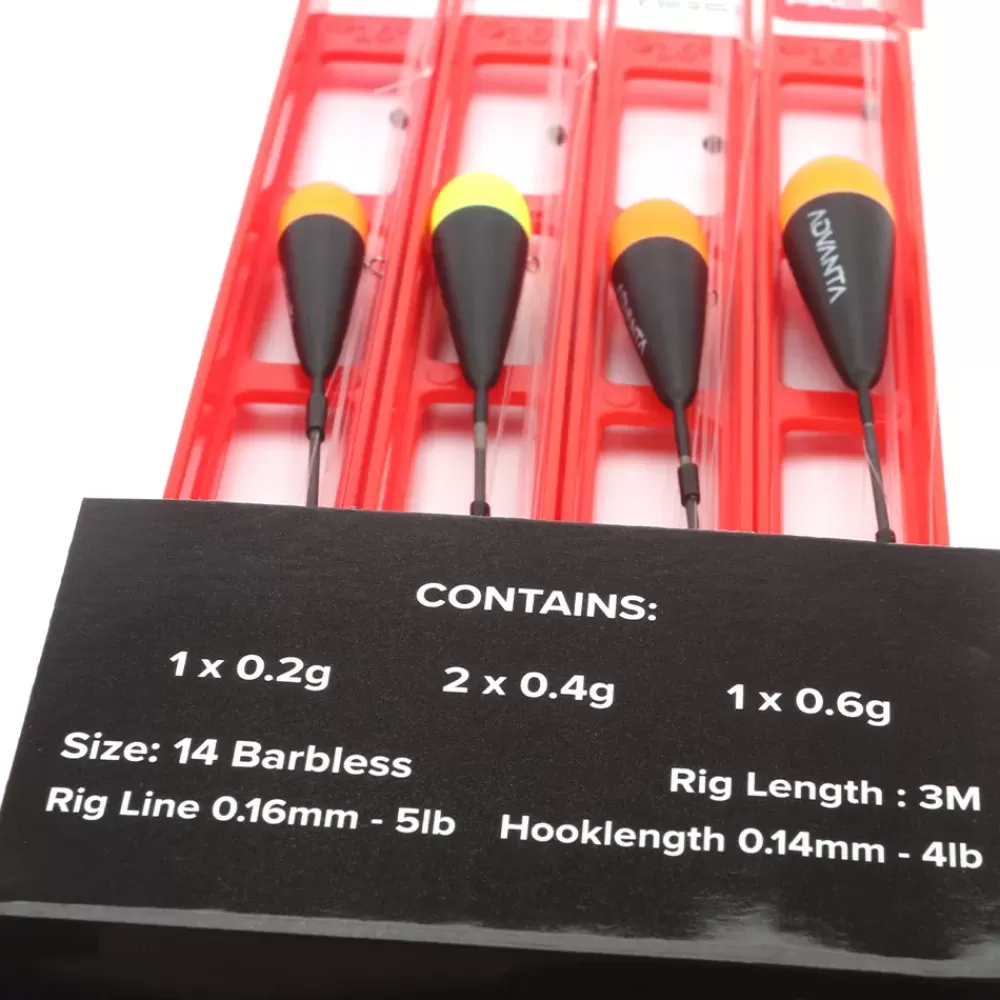 ADVANTA
ADVANTA
CONTAINS:
1 x 0.2g
2 x 0.4g
1 x 0.6g
Size: 14 Barbless
Rig Length : 3M
Rig Line 0.16mm - 5lb
Hooklength 0.14mm - 4lb